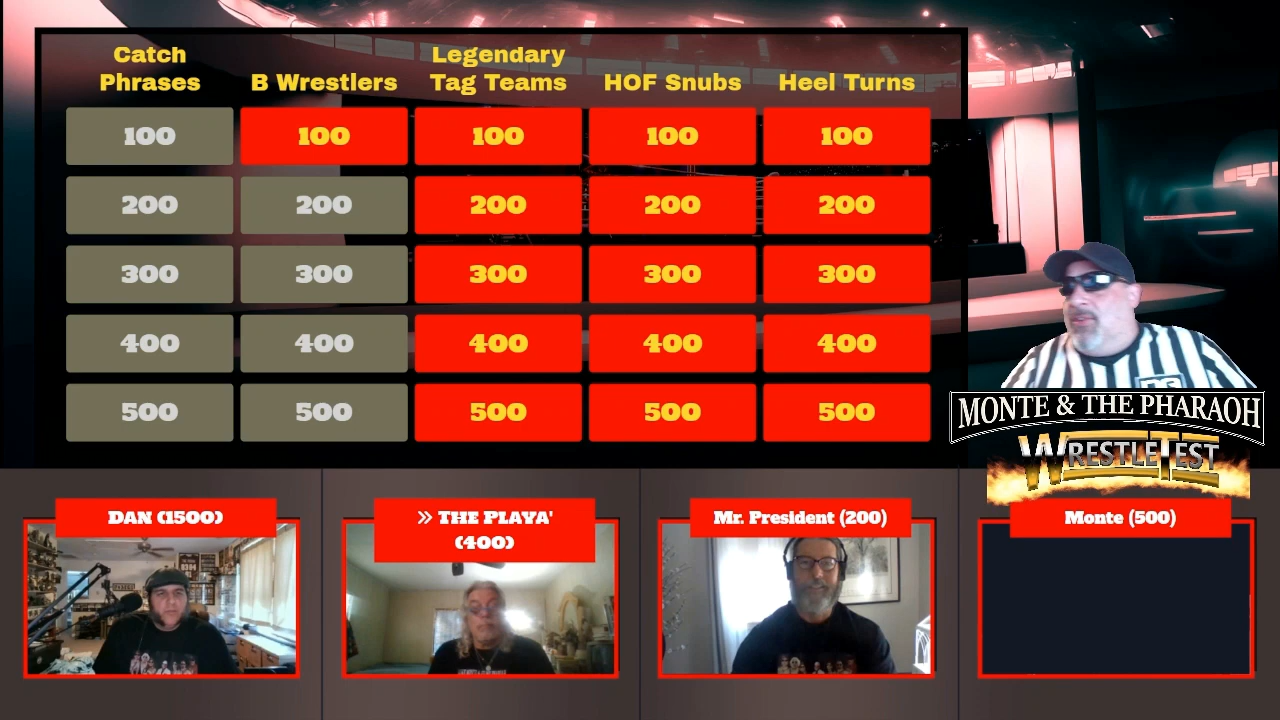 Catch
Phrases
B Wrestlers
Legendary
Tag Teams
HOF Snubs
Heel Turns
100 100 100 100 100
200 200 200 200 200
300 300 300 300 300
400 400 400 400 400
500 500 500 500 500
MONTE & THE PHARAOH
WRESTLETEST
DAN (1500)
» THE PLAYA'
(400)
Mr. President (200)
Monte (500)